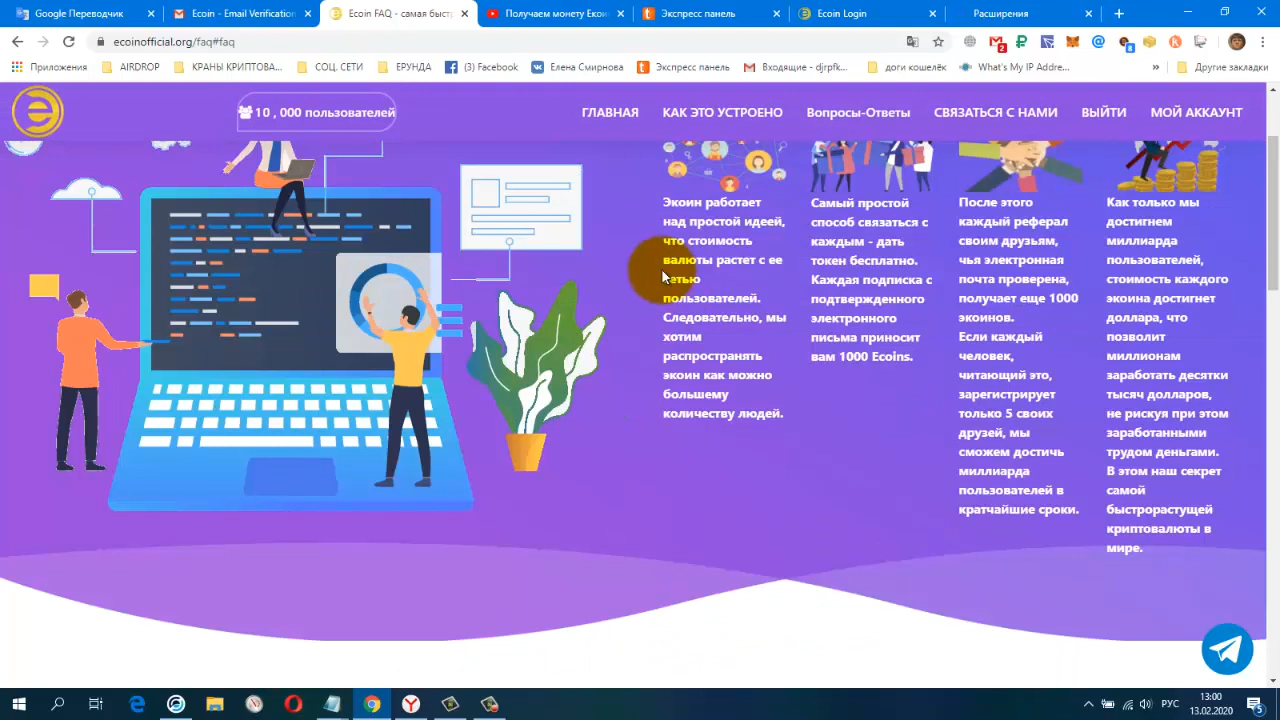 Google Переводчик
Ecoin - Email Verification
Ecoin FAQ - самая быст
Получаем монету Екои
Экспресс панель
Ecoin Login
Расширения
ecoinofficial.org/faq#faq
2
8
Приложения
AIRDROP
КРАНЫ КРИПТОВА...
СОЦ. СЕТИ
ЕРУНДА
(3) Facebook
Елена Смирнова
Экспресс панель
Входящие - djrpfk...
доги кошелёк
What's My IP Addre...
»
Другие закладки
10 , 000 пользователей
ГЛАВНАЯ
КАК ЭТО УСТРОЕНО
Вопросы-Ответы
СВЯЗАТЬСЯ С НАМИ
ВЫЙТИ
МОЙ АККАУНТ
Экоин работает
над простой идеей,
что стоимость
валюты растет с ее
сетью
пользователей.
Следовательно, мы
хотим
распространять
экоин как можно
большему
количеству людей.
Самый простой
способ связаться с
каждым - дать
токен бесплатно.
Каждая подписка с
подтвержденного
электронного
письма приносит
вам 1000 Ecoins.
После этого
каждый реферал
своим друзьям,
чья электронная
почта проверена,
получает еще 1000
экоинов.
Если каждый
человек,
читающий это,
зарегистрирует
только 5 своих
друзей, мы
сможем достичь
миллиарда
пользователей в
кратчайшие сроки.
Как только мы
достигнем
миллиарда
пользователей,
стоимость каждого
экоина достигнет
доллара, что
позволит
миллионам
заработать десятки
тысяч долларов,
не рискуя при этом
заработанными
трудом деньгами.
В этом наш секрет
самой
быстрорастущей
криптовалюты в
мире.
РУС
13:00
13.02.2020
5